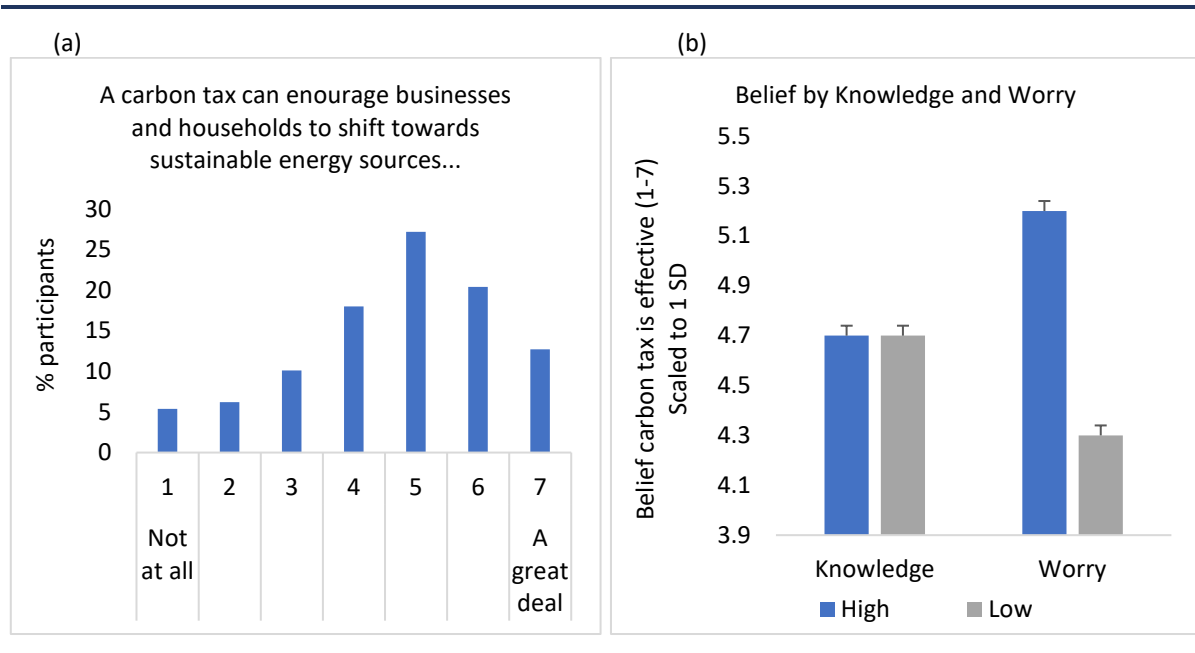 (a)
A carbon tax can enourage businesses
and households to shift towards
sustainable energy sources...
% participants
30
25
20
15
10
5
0
1 2 3 4 5 6 7
Not at all
A great deal
(b)
Belief by Knowledge and Worry
Belief carbon tax is effective (1-7)
Scaled to 1 SD
5.5
5.3
5.1
4.9
4.7
4.5
4.3
4.1
3.9
Knowledge Worry
High Low